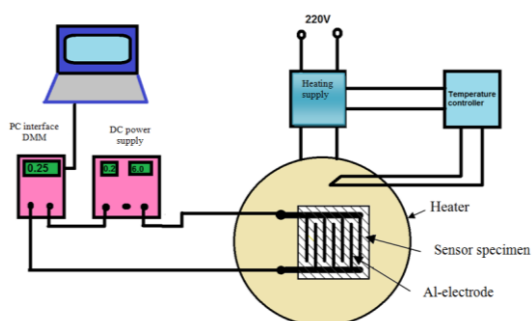 220V
Heating
supply
Temperature
controller
PC interface
DMM
DC power
supply
0.25
0.2
6.0
Heater
Sensor specimen
Al-electrode